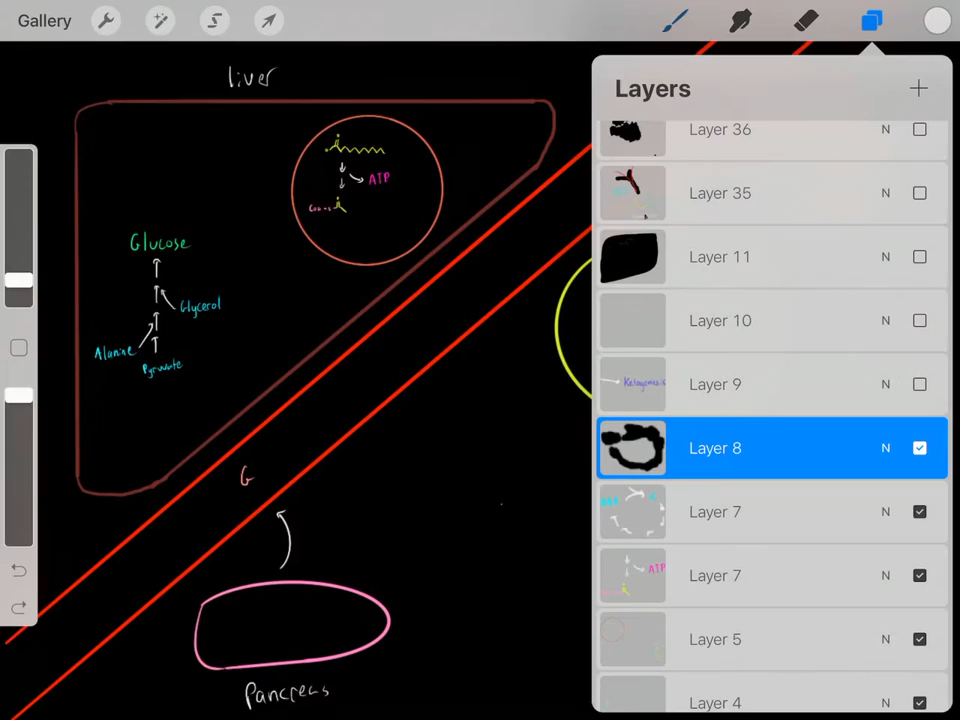 Gallery
liver
Layers
ATP
Glucose
Glycerol
Alanine
Pyruvate
G
Pancreas
Layer 36 N
Layer 35 N
Layer 11 N
Layer 10 N
Ketogenesis Layer 9 N
Layer 8 N
Layer 7 N
ATP Layer 7 N
Layer 5 N
Layer 4 N